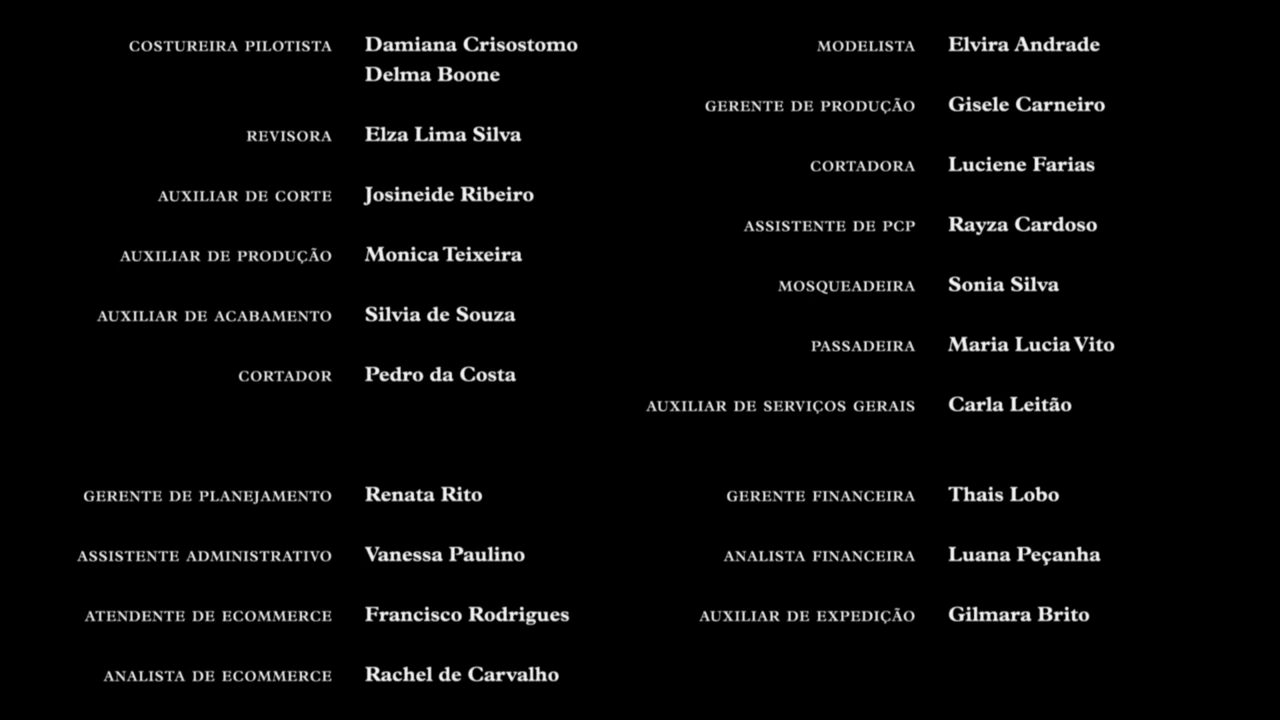 COSTUREIRA PILOTISTA Damiana Crisostomo
Delma Boone
REVISORA Elza Lima Silva
AUXILIAR DE CORTE Josineide Ribeiro
AUXILIAR DE PRODUÇÃO Monica Teixeira
AUXILIAR DE ACABAMENTO Silvia de Souza
CORTADOR Pedro da Costa
MODELISTA Elvira Andrade
GERENTE DE PRODUÇÃO Gisele Carneiro
CORTADORA Luciene Farias
ASSISTENTE DE PCP Rayza Cardoso
MOSQUEADEIRA Sonia Silva
PASSADEIRA Maria Lucia Vito
AUXILIAR DE SERVIÇOS GERAIS Carla Leitão
GERENTE DE PLANEJAMENTO Renata Rito
ASSISTENTE ADMINISTRATIVO Vanessa Paulino
ATENDENTE DE ECOMMERCE Francisco Rodrigues
ANALISTA DE ECOMMERCE Rachel de Carvalho
GERENTE FINANCEIRA Thais Lobo
ANALISTA FINANCEIRA Luana Peçanha
AUXILIAR DE EXPEDIÇÃO Gilmara Brito